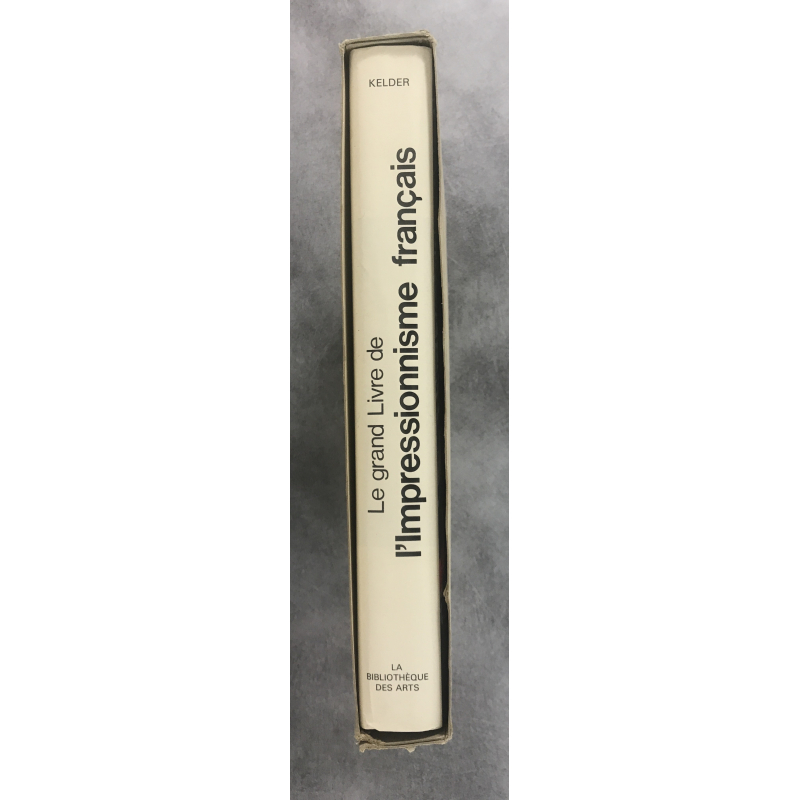 KELDER
Le grand Livre de
l'Impressionnisme français
LA
BIBLIOTHÈQUE
DES ARTS